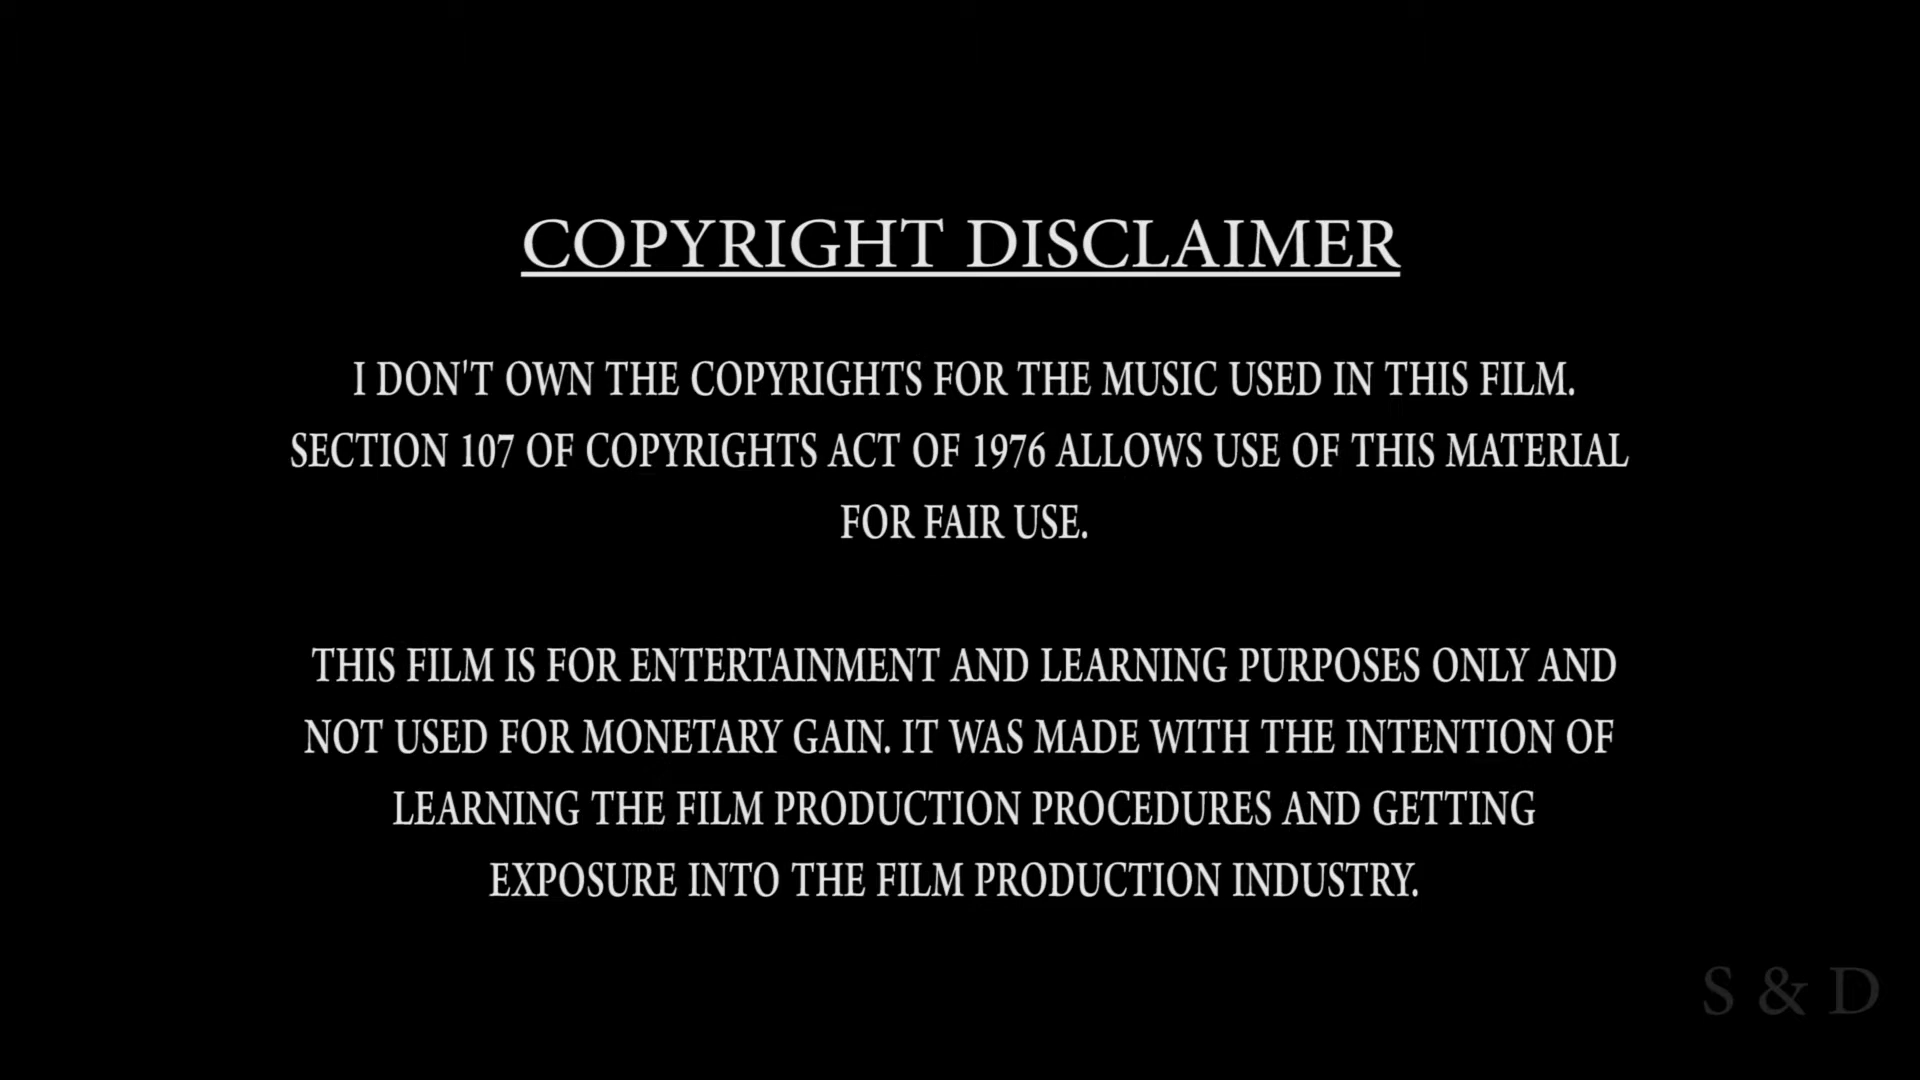 COPYRIGHT DISCLAIMER
I DON'T OWN THE COPYRIGHTS FOR THE MUSIC USED IN THIS FILM.
SECTION 107 OF COPYRIGHTS ACT OF 1976 ALLOWS USE OF THIS MATERIAL
FOR FAIR USE.
THIS FILM IS FOR ENTERTAINMENT AND LEARNING PURPOSES ONLY AND
NOT USED FOR MONETARY GAIN. IT WAS MADE WITH THE INTENTION OF
LEARNING THE FILM PRODUCTION PROCEDURES AND GETTING
EXPOSURE INTO THE FILM PRODUCTION INDUSTRY.
S & D